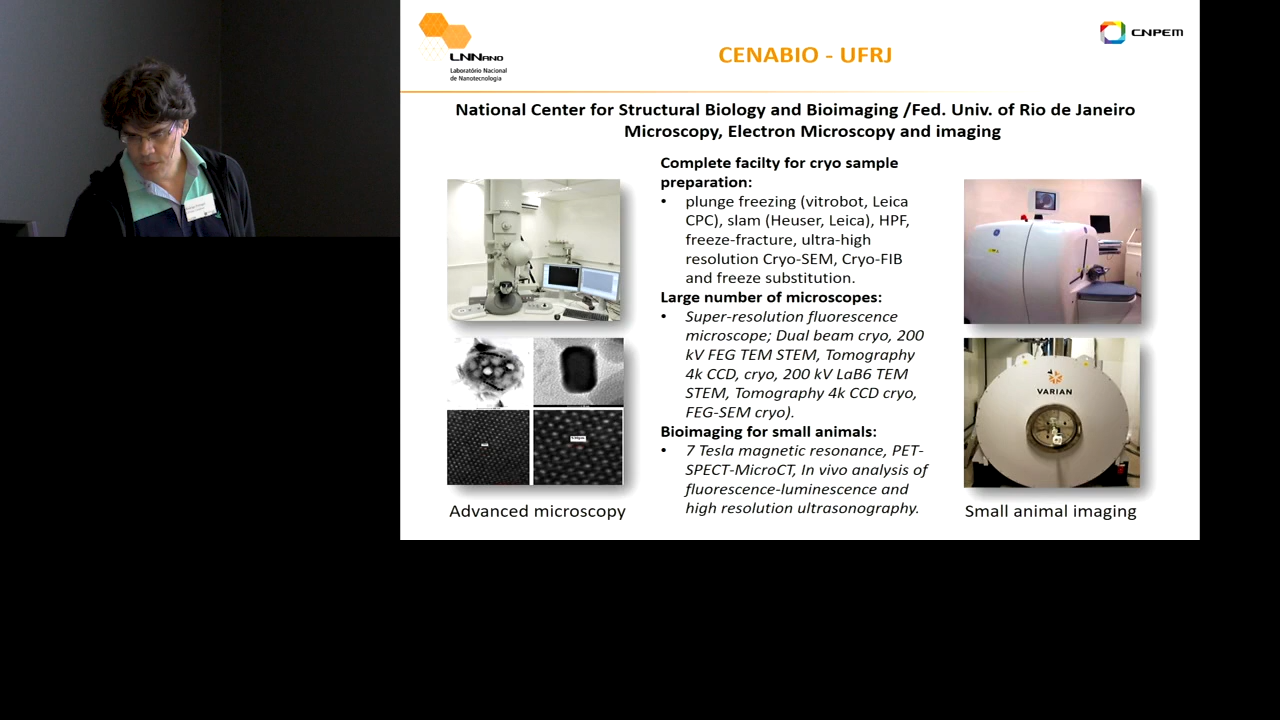 LNNANO
Laboratório Nacional
de Nanotecnologia
CENABIO - UFRJ
CNPEM
National Center for Structural Biology and Bioimaging /Fed. Univ. of Rio de Janeiro
Microscopy, Electron Microscopy and imaging
Complete facilty for cryo sample
preparation:
• plunge freezing (vitrobot, Leica
CPC), slam (Heuser, Leica), HPF,
freeze-fracture, ultra-high
resolution Cryo-SEM, Cryo-FIB
and freeze substitution.
Large number of microscopes:
• Super-resolution fluorescence
microscope; Dual beam cryo, 200
kV FEG TEM STEM, Tomography
4k CCD, cryo, 200 kV LaB6 TEM
STEM, Tomography 4k CCD cryo,
FEG-SEM cryo).
Bioimaging for small animals:
• 7 Tesla magnetic resonance, PET-
SPECT-MicroCT, In vivo analysis of
fluorescence-luminescence and
high resolution ultrasonography.
Advanced microscopy
VARIAN
Small animal imaging